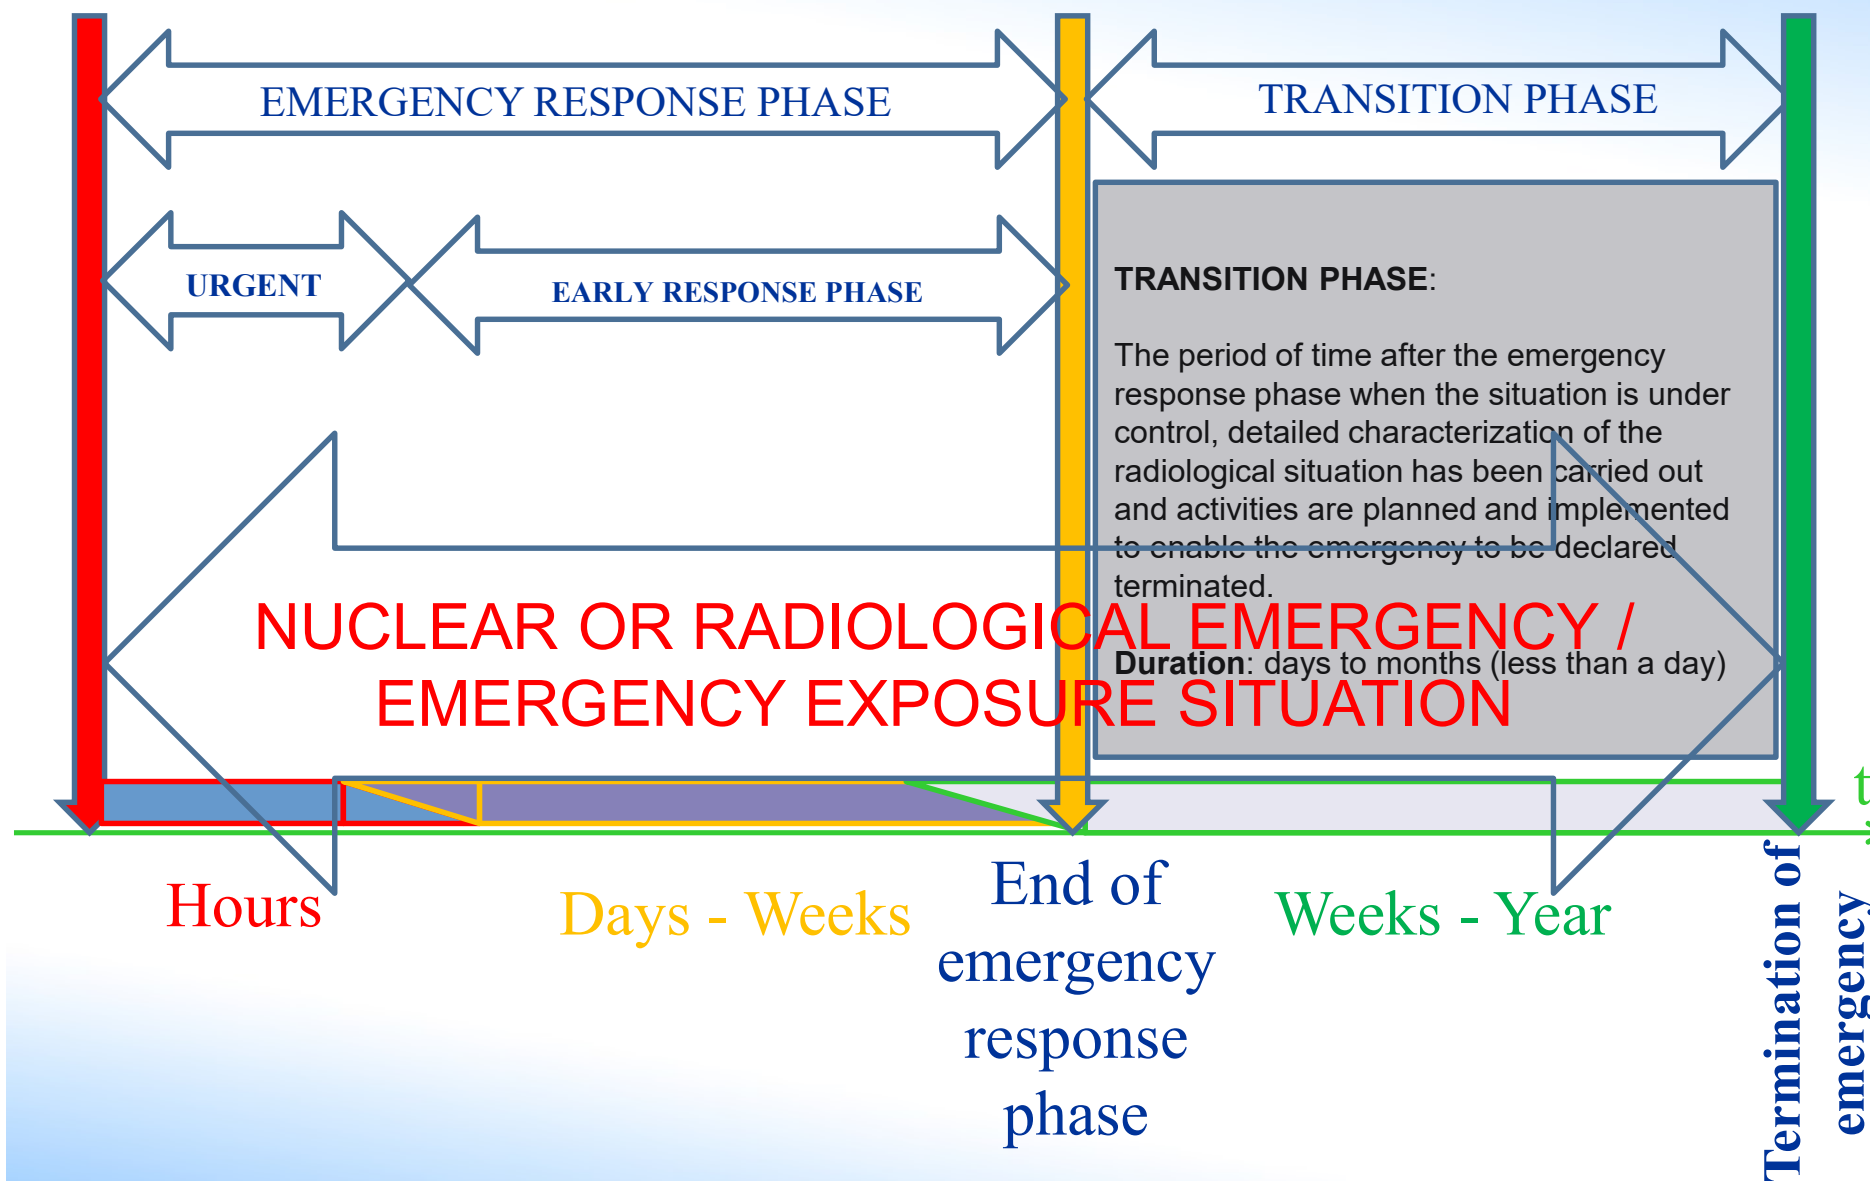 EMERGENCY RESPONSE PHASE
TRANSITION PHASE
URGENT
EARLY RESPONSE PHASE
TRANSITION PHASE:
The period of time after the emergency
response phase when the situation is under
control, detailed characterization of the
radiological situation has been carried out
and activities are planned and implemented
to enable the emergency to be declared
terminated.
Duration: days to months (less than a day)
NUCLEAR OR RADIOLOGICAL EMERGENCY /
EMERGENCY EXPOSURE SITUATION
t
Hours
Days - Weeks
End of
emergency
response
phase
Weeks - Year
Termination of
emergency